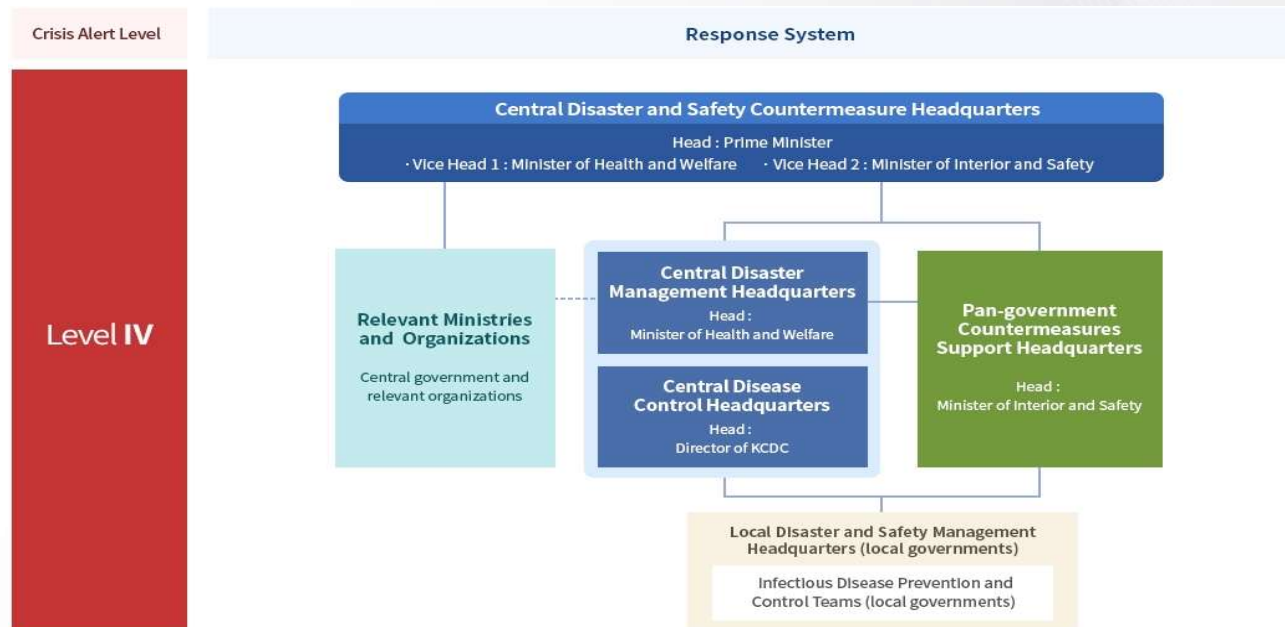 Crisis Alert Level
Response System
Level IV
Central Disaster and Safety Countermeasure Headquarters
Head : Prime Minister
· Vice Head 1 : Minister of Health and Welfare · Vice Head 2 : Minister of Interior and Safety
Relevant Ministries
and Organizations
Central government and
relevant organizations
Central Disaster
Management Headquarters
Head :
Minister of Health and Welfare
Central Disease
Control Headquarters
Head :
Director of KCDC
Pan-government
Countermeasures
Support Headquarters
Head :
Minister of Interior and Safety
Local Disaster and Safety Management
Headquarters (local governments)
Infectious Disease Prevention and
Control Teams (local governments)